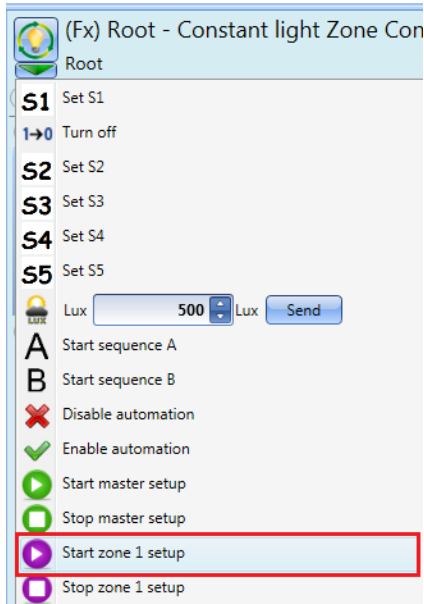 (Fx) Root - Constant light Zone Con
Root
S1 Set S1
1→0 Turn off
S2 Set S2
S3 Set S3
S4 Set S4
S5 Set S5
LUX Lux 500 Lux Send
A Start sequence A
B Start sequence B
Disable automation
Enable automation
Start master setup
Stop master setup
Start zone 1 setup
Stop zone 1 setup